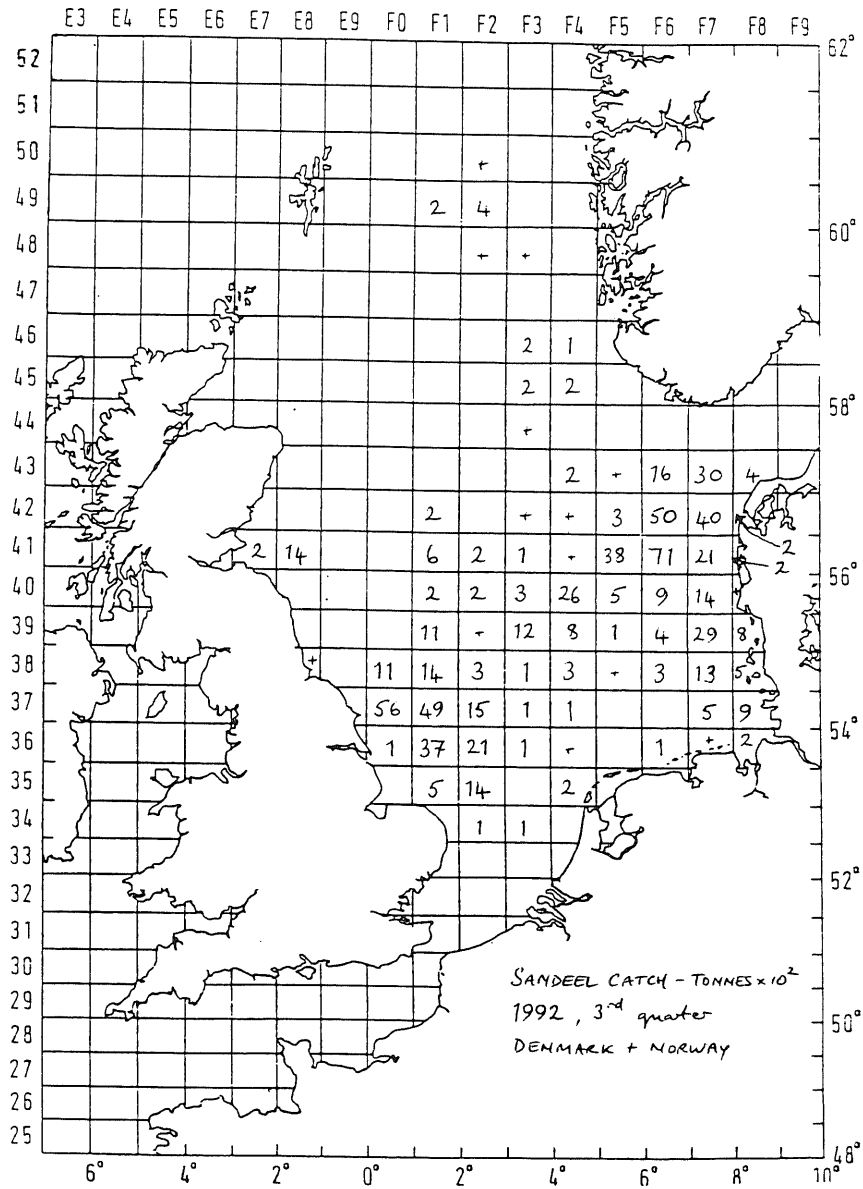 E3 E4 E5 E6 E7 E8 E9 F0 F1 F2 F3 F4 F5 F6 F7 F8 F9
62°
52
51
50 +
49 2 4
60°
48 + +
47
46 2 1
45 2 2
58°
44 +
43 2 + 16 30 4
42 2 + + 3 50 40
2
41 2 14 6 2 1 + 38 71 21
2
56°
40 2 2 3 26 5 9 14
39 11 + 12 8 1 4 29 8
38 + 11 14 3 1 3 + 3 13 5
37 56 49 15 1 1 5 9
54°
36 1 37 21 1 + 1 + 2
35 5 14 2
34 1 1
33
52°
32
31
30
SANDEEL CATCH - TONNES x 10²
29
1992, 3rd quarter
50°
28
DENMARK + NORWAY
27
26
25
48°
6° 4° 2° 0° 2° 4° 6° 8° 10°